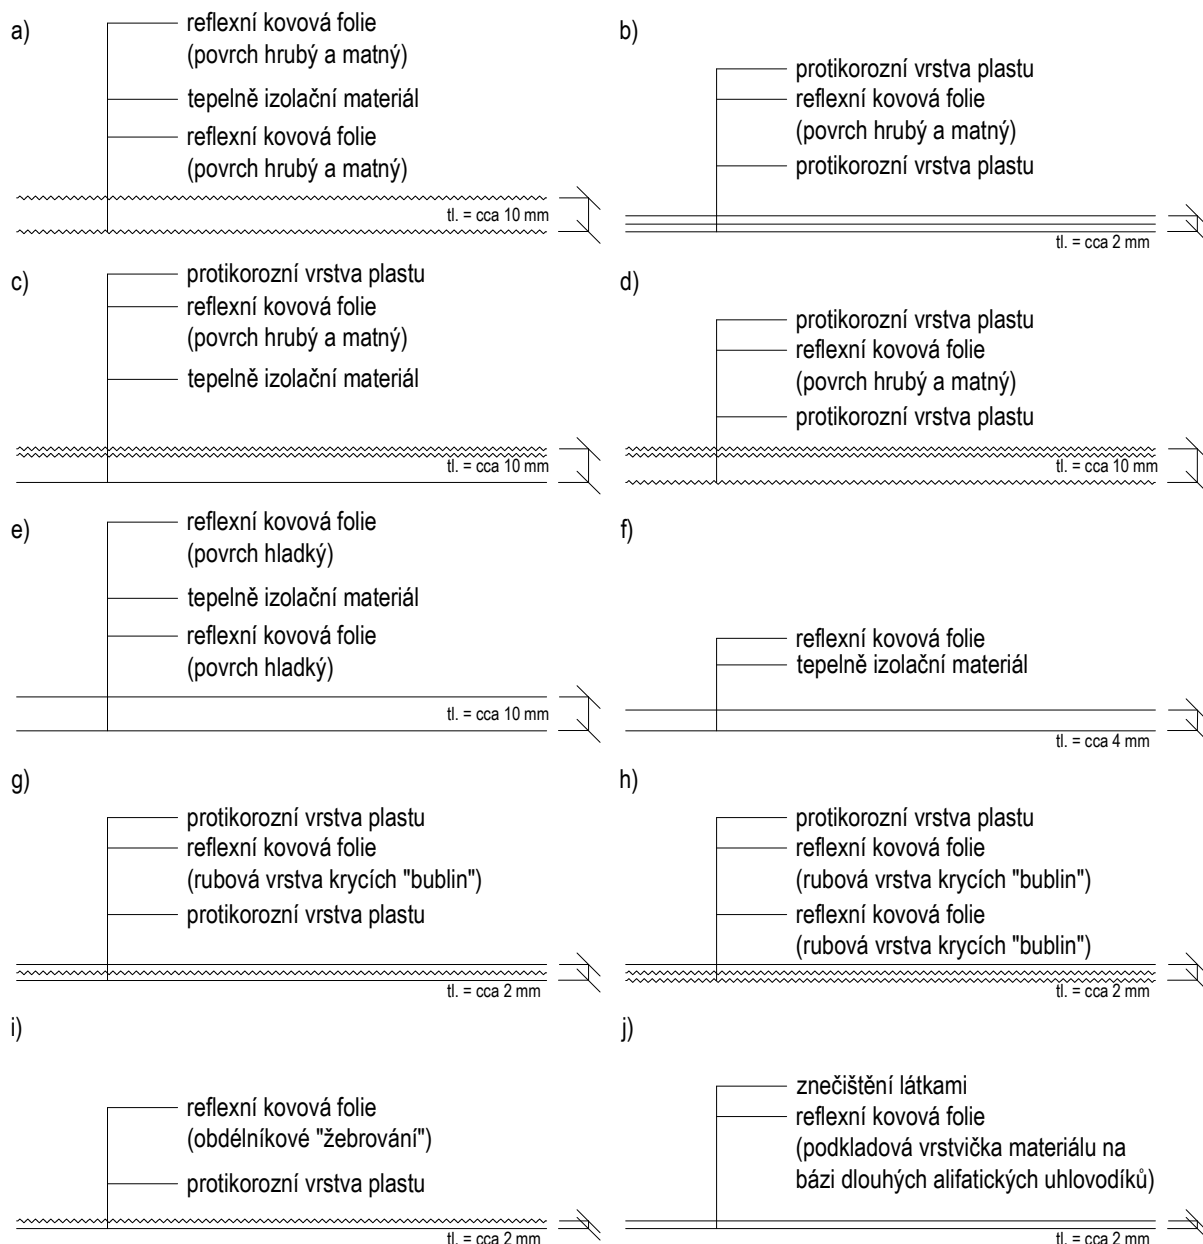 a)
reflexní kovová folie
(povrch hrubý a matný)
tepelně izolační materiál
reflexní kovová folie
(povrch hrubý a matný)
tl. = cca 10 mm
b)
protikorozní vrstva plastu
reflexní kovová folie
(povrch hrubý a matný)
protikorozní vrstva plastu
tl. = cca 2 mm
c)
protikorozní vrstva plastu
reflexní kovová folie
(povrch hrubý a matný)
tepelně izolační materiál
tl. = cca 10 mm
d)
protikorozní vrstva plastu
reflexní kovová folie
(povrch hrubý a matný)
protikorozní vrstva plastu
tl. = cca 10 mm
e)
reflexní kovová folie
(povrch hladký)
tepelně izolační materiál
reflexní kovová folie
(povrch hladký)
tl. = cca 10 mm
f)
reflexní kovová folie
tepelně izolační materiál
tl. = cca 4 mm
g)
protikorozní vrstva plastu
reflexní kovová folie
(rubová vrstva krycích "bublin")
protikorozní vrstva plastu
tl. = cca 2 mm
h)
protikorozní vrstva plastu
reflexní kovová folie
(rubová vrstva krycích "bublin")
reflexní kovová folie
(rubová vrstva krycích "bublin")
tl. = cca 2 mm
i)
reflexní kovová folie
(obdélníkové "žebrování")
protikorozní vrstva plastu
tl. = cca 2 mm
j)
znečištění látkami
reflexní kovová folie
(podkladová vrstvička materiálu na
bázi dlouhých alifatických uhlovodíků)
tl. = cca 2 mm